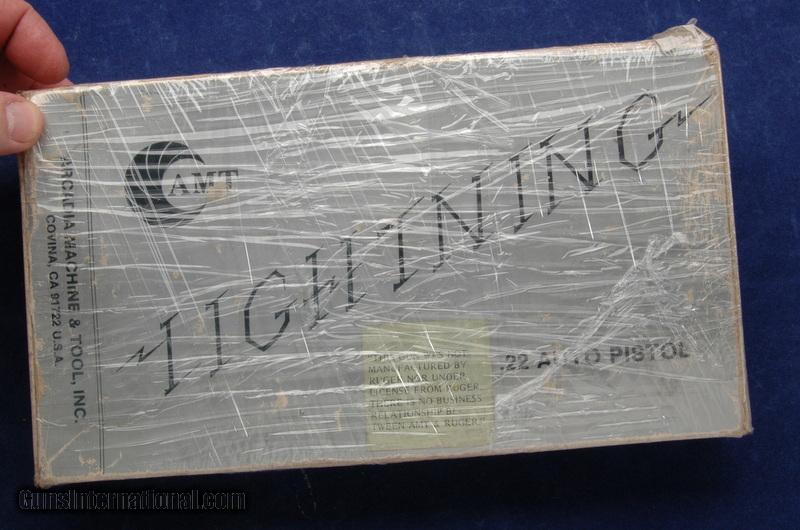 AMT
LIGHTNING
.22 AUTO PISTOL
ARCADIA MACHINE & TOOL, INC.
COVINA, CA 91722 U.S.A.
"THIS GUN WAS NOT
MANUFACTURED BY
RUGER NOR UNDER
LICENSE FROM RUGER.
THERE IS NO BUSINESS
RELATIONSHIP BE-
TWEEN AMT & RUGER."
GunsInternational.com